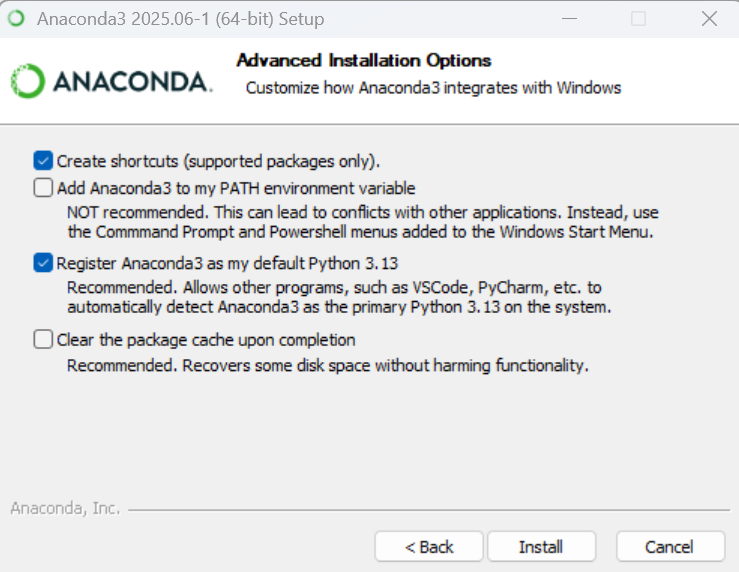 Anaconda3 2025.06-1 (64-bit) Setup
ANACONDA.
Advanced Installation Options
Customize how Anaconda3 integrates with Windows
Create shortcuts (supported packages only).
Add Anaconda3 to my PATH environment variable
NOT recommended. This can lead to conflicts with other applications. Instead, use
the Commmand Prompt and Powershell menus added to the Windows Start Menu.
Register Anaconda3 as my default Python 3.13
Recommended. Allows other programs, such as VSCode, PyCharm, etc. to
automatically detect Anaconda3 as the primary Python 3.13 on the system.
Clear the package cache upon completion
Recommended. Recovers some disk space without harming functionality.
Anaconda, Inc.
< Back
Install
Cancel